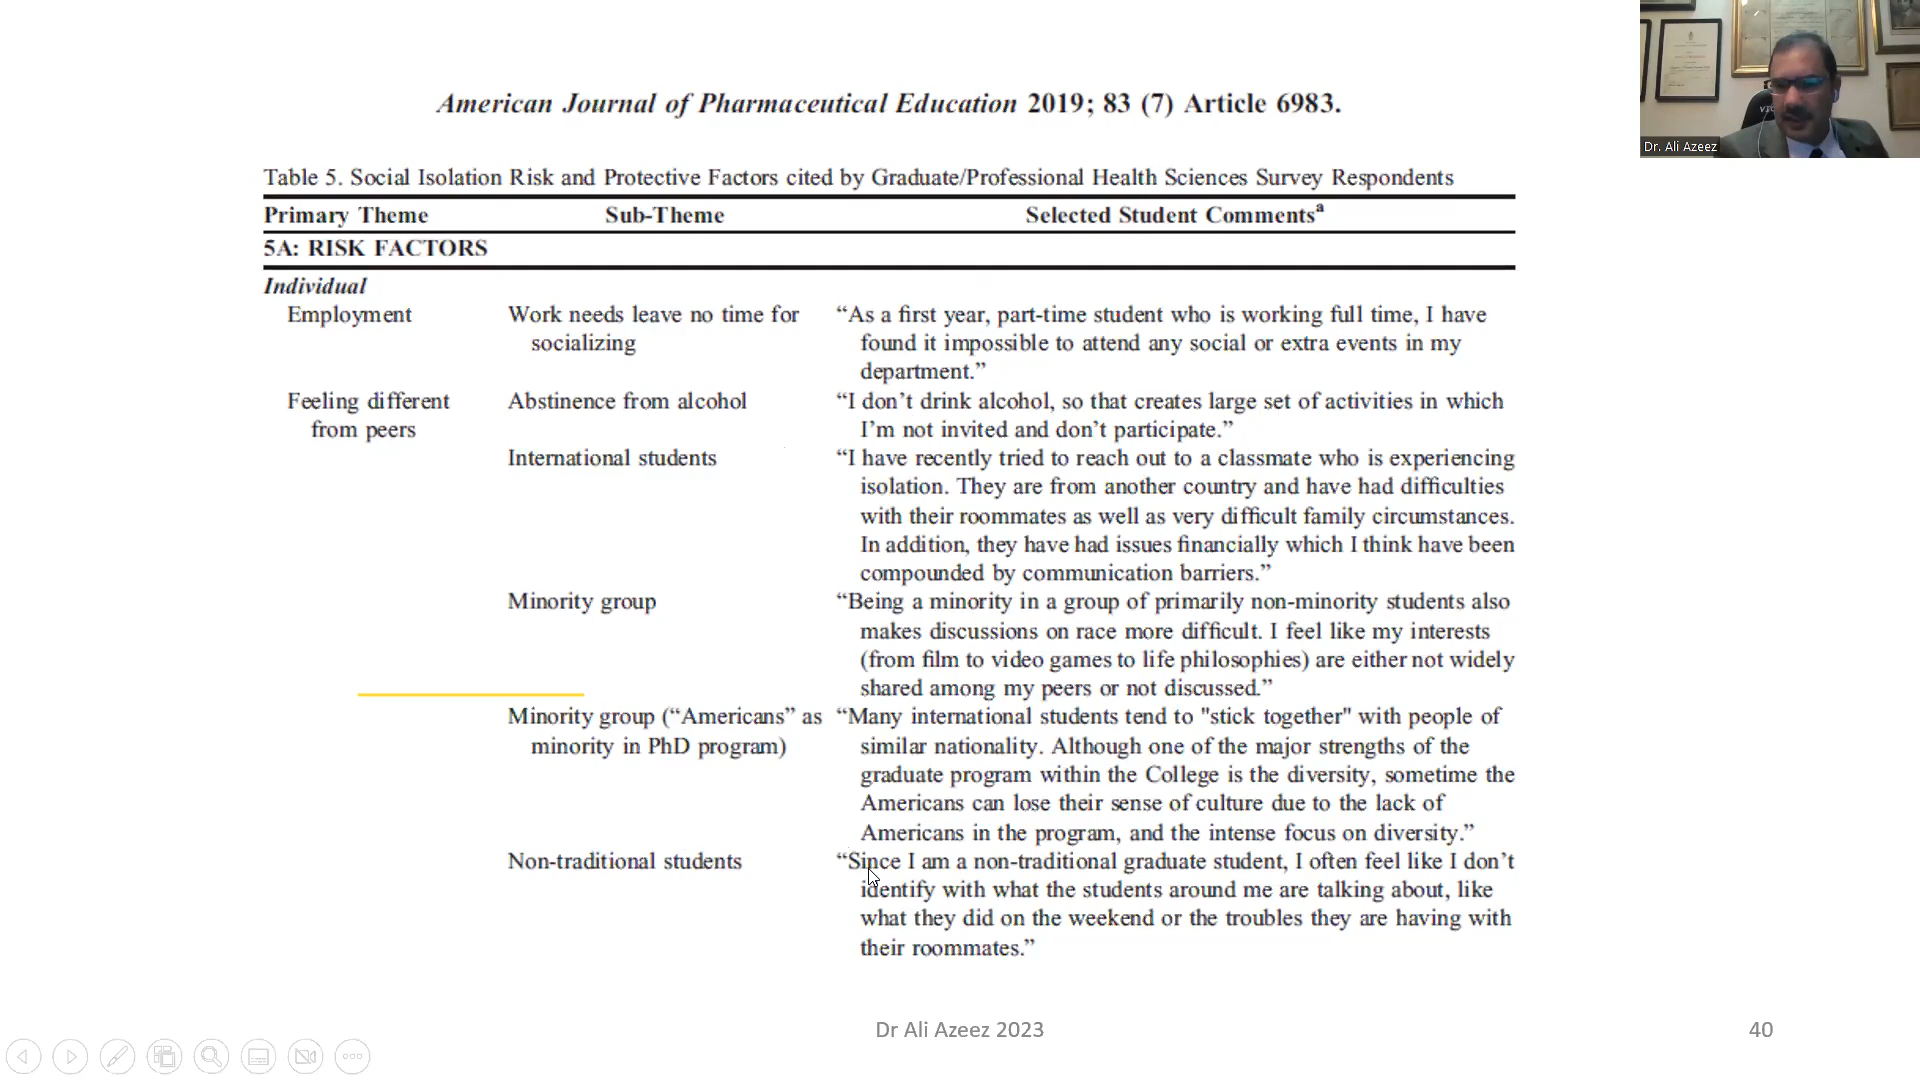 American Journal of Pharmaceutical Education 2019; 83 (7) Article 6983.
Dr. Ali Azeez
Table 5. Social Isolation Risk and Protective Factors cited by Graduate/Professional Health Sciences Survey Respondents
Primary Theme Sub-Theme Selected Student Commentsᵃ
5A: RISK FACTORS
Individual
Employment Work needs leave no time for “As a first year, part-time student who is working full time, I have
socializing found it impossible to attend any social or extra events in my
department.”
Feeling different Abstinence from alcohol “I don’t drink alcohol, so that creates large set of activities in which
from peers I’m not invited and don’t participate.”
International students “I have recently tried to reach out to a classmate who is experiencing
isolation. They are from another country and have had difficulties
with their roommates as well as very difficult family circumstances.
In addition, they have had issues financially which I think have been
compounded by communication barriers.”
Minority group “Being a minority in a group of primarily non-minority students also
makes discussions on race more difficult. I feel like my interests
(from film to video games to life philosophies) are either not widely
shared among my peers or not discussed.”
Minority group (“Americans” as “Many international students tend to "stick together" with people of
minority in PhD program) similar nationality. Although one of the major strengths of the
graduate program within the College is the diversity, sometime the
Americans can lose their sense of culture due to the lack of
Americans in the program, and the intense focus on diversity.”
Non-traditional students “Since I am a non-traditional graduate student, I often feel like I don’t
identify with what the students around me are talking about, like
what they did on the weekend or the troubles they are having with
their roommates.”
Dr Ali Azeez 2023 40